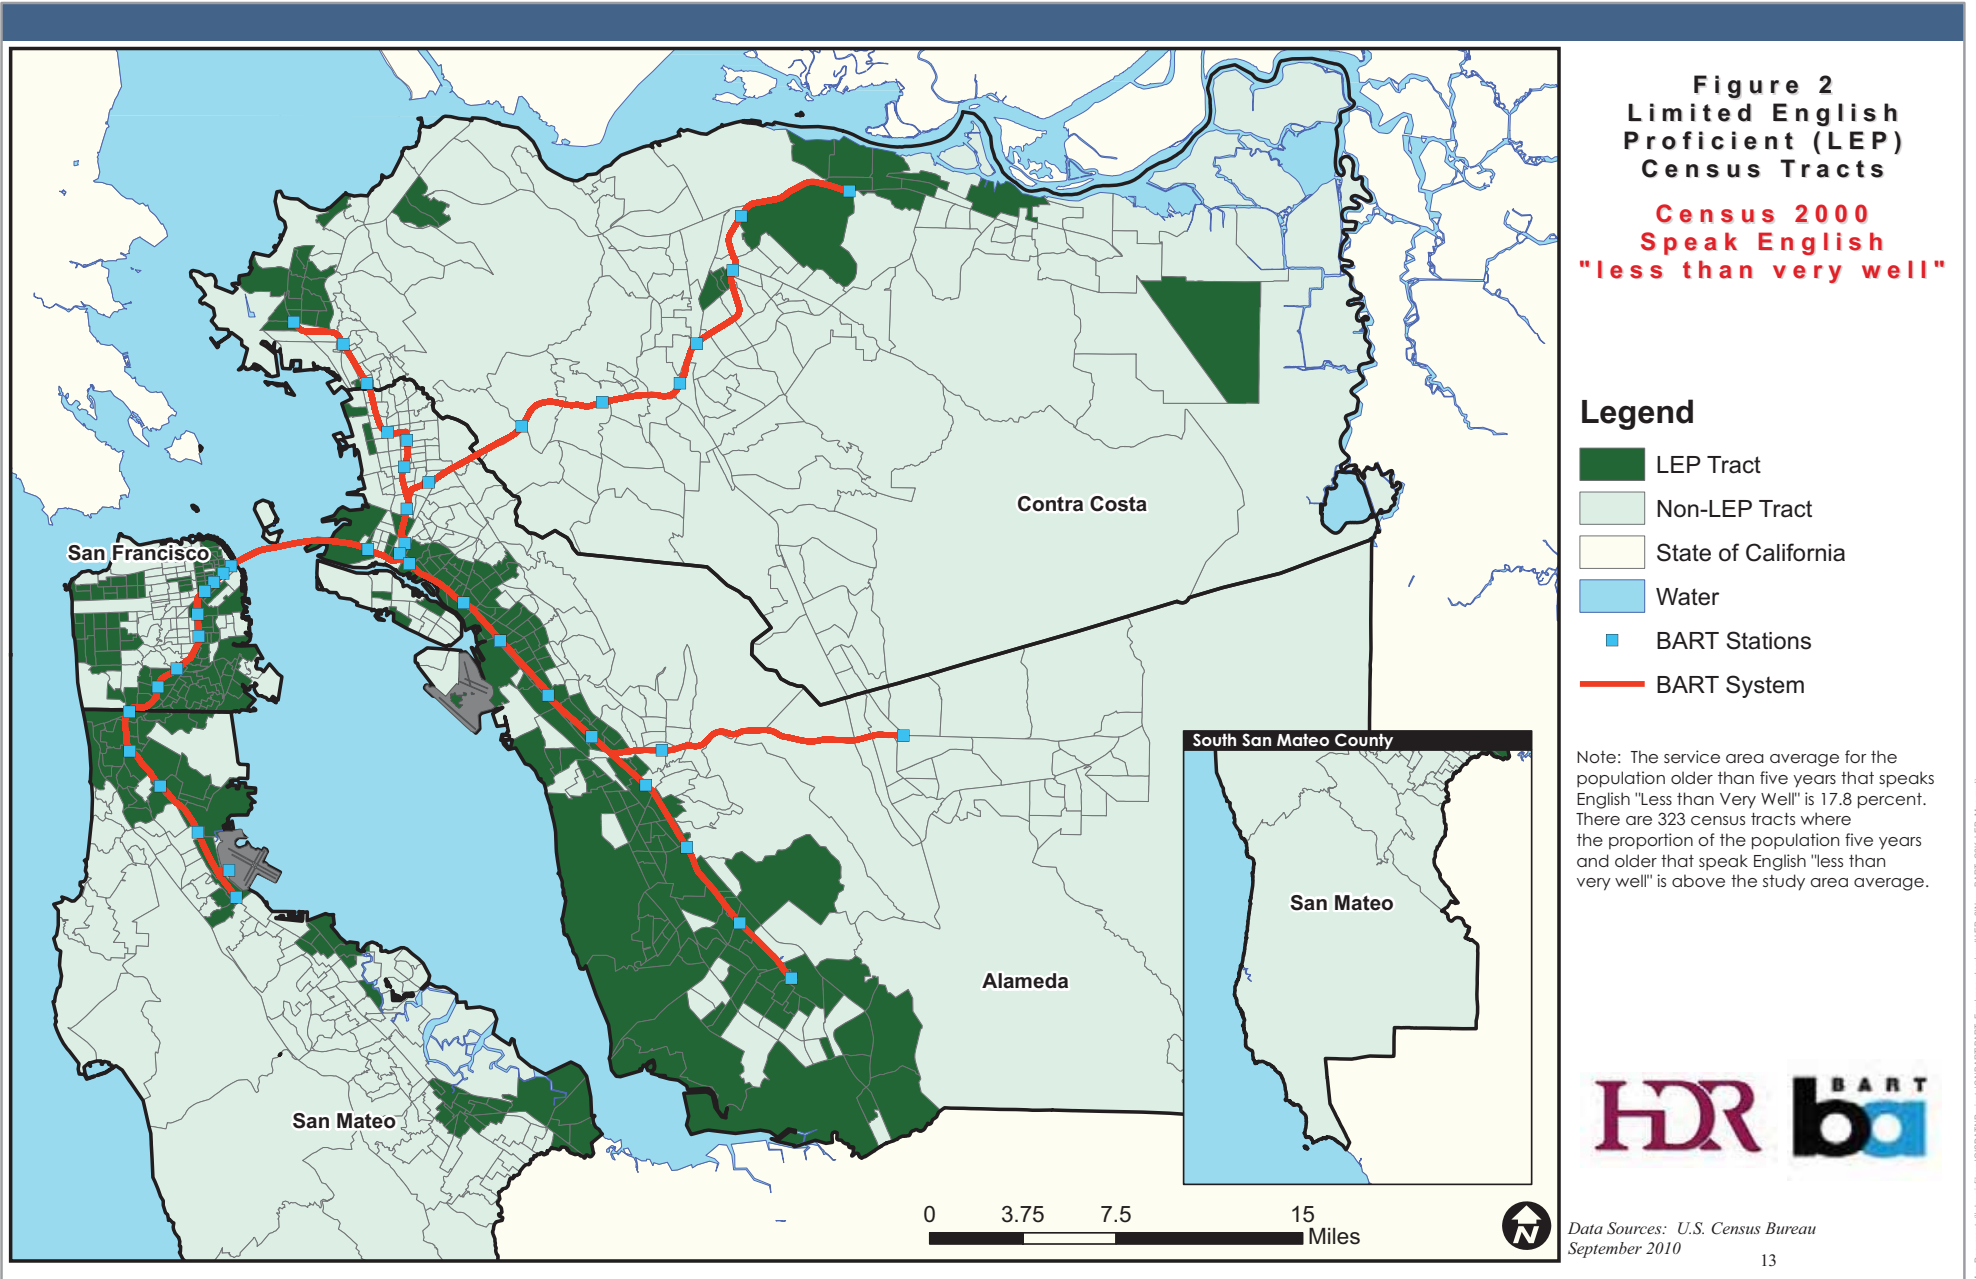 Figure 2
Limited English
Proficient (LEP)
Census Tracts
Census 2000
Speak English
"less than very well"
Legend
LEP Tract
Non-LEP Tract
State of California
Water
BART Stations
BART System
Note: The service area average for the
population older than five years that speaks
English "Less than Very Well" is 17.8 percent.
There are 323 census tracts where
the proportion of the population five years
and older that speak English "less than
very well" is above the study area average.
San Francisco
Contra Costa
Alameda
San Mateo
South San Mateo County
San Mateo
0 3.75 7.5 15
Miles
N
HDR
BART
ba
Data Sources: U.S. Census Bureau
September 2010
13